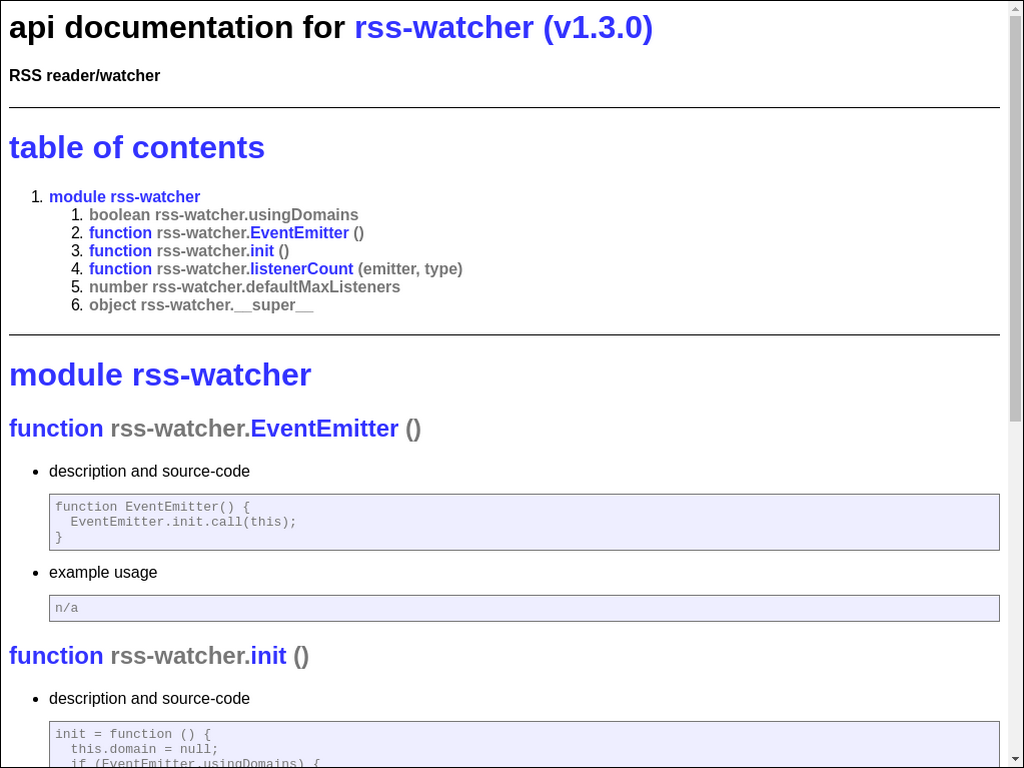 api documentation for rss-watcher (v1.3.0)
RSS reader/watcher
table of contents
1. module rss-watcher
1. boolean rss-watcher.usingDomains
2. function rss-watcher.EventEmitter ()
3. function rss-watcher.init ()
4. function rss-watcher.listenerCount (emitter, type)
5. number rss-watcher.defaultMaxListeners
6. object rss-watcher.__super__
module rss-watcher
function rss-watcher.EventEmitter ()
• description and source-code
function EventEmitter() {
  EventEmitter.init.call(this);
}
• example usage
n/a
function rss-watcher.init ()
• description and source-code
init = function () {
  this.domain = null;
  if (EventEmitter.usingDomains) {